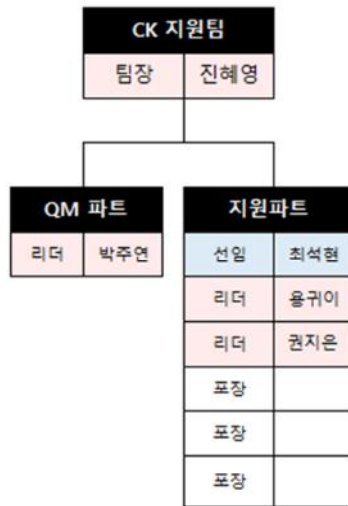 CK 지원팀
팀장 진혜영
QM 파트
리더 박주연
지원파트
선임 최석현
리더 용귀이
리더 권지은
포장
포장
포장